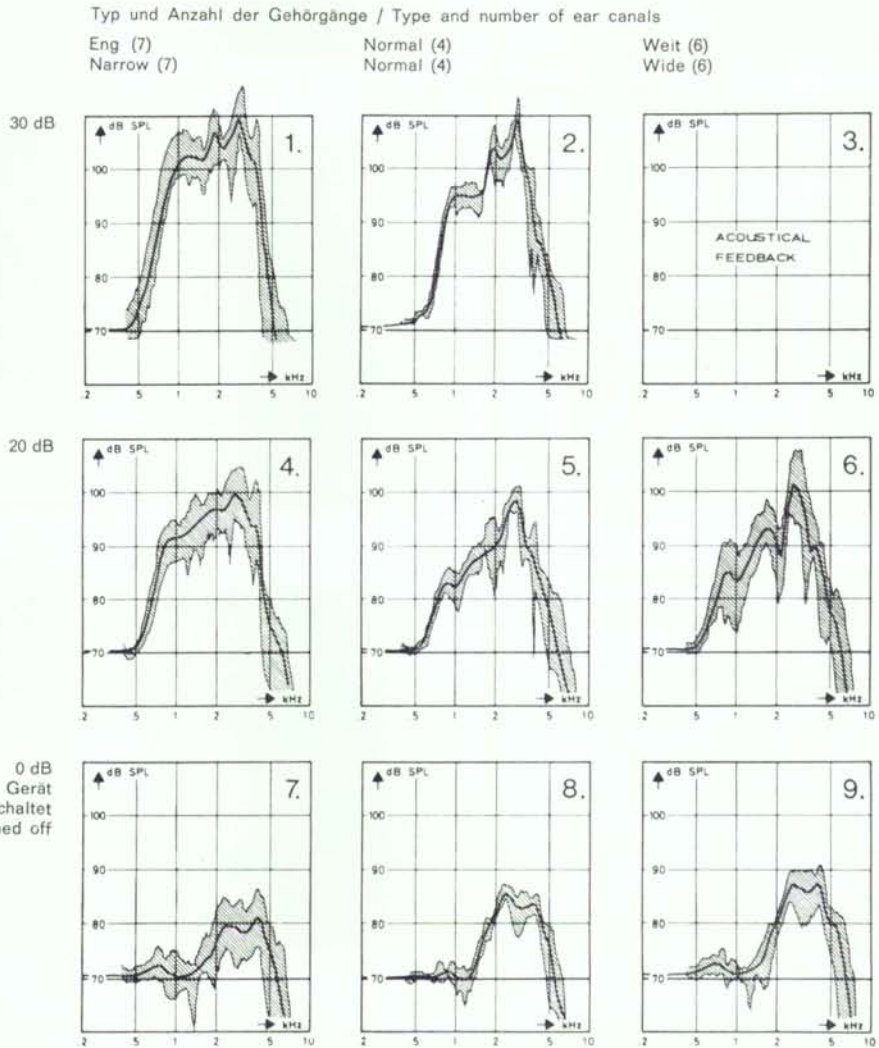 Typ und Anzahl der Gehörgänge / Type and number of ear canals
Eng (7)
Narrow (7)
Normal (4)
Normal (4)
Weit (6)
Wide (6)
30 dB
dB SPL
1.
100
90
80
70
kHz
.2 .5 1 2 5 10
dB SPL
2.
100
90
80
70
kHz
.2 .5 1 2 5 10
dB SPL
3.
100
90
80
70
ACOUSTICAL
FEEDBACK
kHz
.2 .5 1 2 5 10
20 dB
dB SPL
4.
100
90
80
70
kHz
.2 .5 1 2 5 10
dB SPL
5.
100
90
80
70
kHz
.2 .5 1 2 5 10
dB SPL
6.
100
90
80
70
kHz
.2 .5 1 2 5 10
0 dB
Gerät
chaltet
ed off
dB SPL
7.
100
90
80
70
kHz
.2 .5 1 2 5 10
dB SPL
8.
100
90
80
70
kHz
.2 .5 1 2 5 10
dB SPL
9.
100
90
80
70
kHz
.2 .5 1 2 5 10